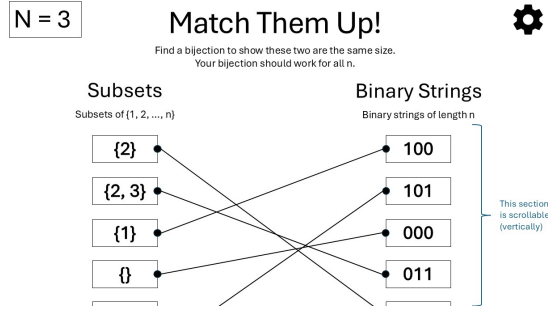 N = 3
Match Them Up!
Find a bijection to show these two are the same size.
Your bijection should work for all n.
Subsets
Subsets of {1, 2, ..., n}
Binary Strings
Binary strings of length n
{2}
100
{2, 3}
101
{1}
000
{}
011
This section
is scrollable
(vertically)